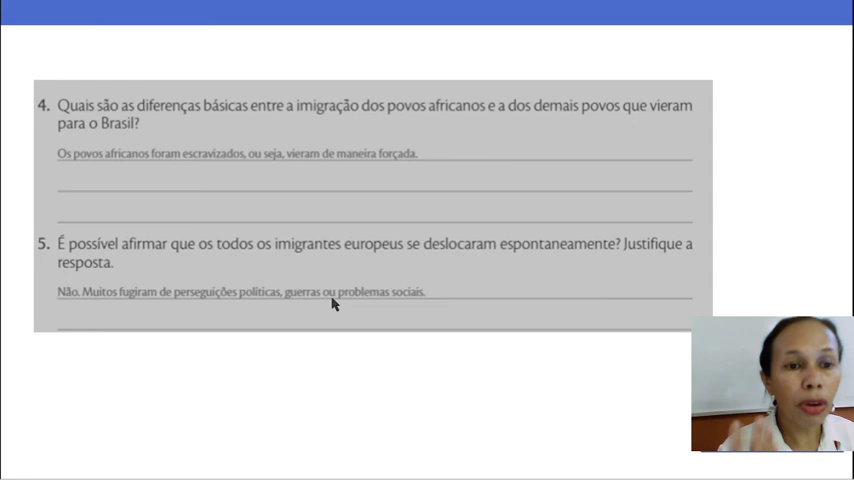 4. Quais são as diferenças básicas entre a imigração dos povos africanos e a dos demais povos que vieram
para o Brasil?
Os povos africanos foram escravizados, ou seja, vieram de maneira forçada.
5. É possível afirmar que os todos os imigrantes europeus se deslocaram espontaneamente? Justifique a
resposta.
Não. Muitos fugiram de perseguições políticas, guerras ou problemas sociais.